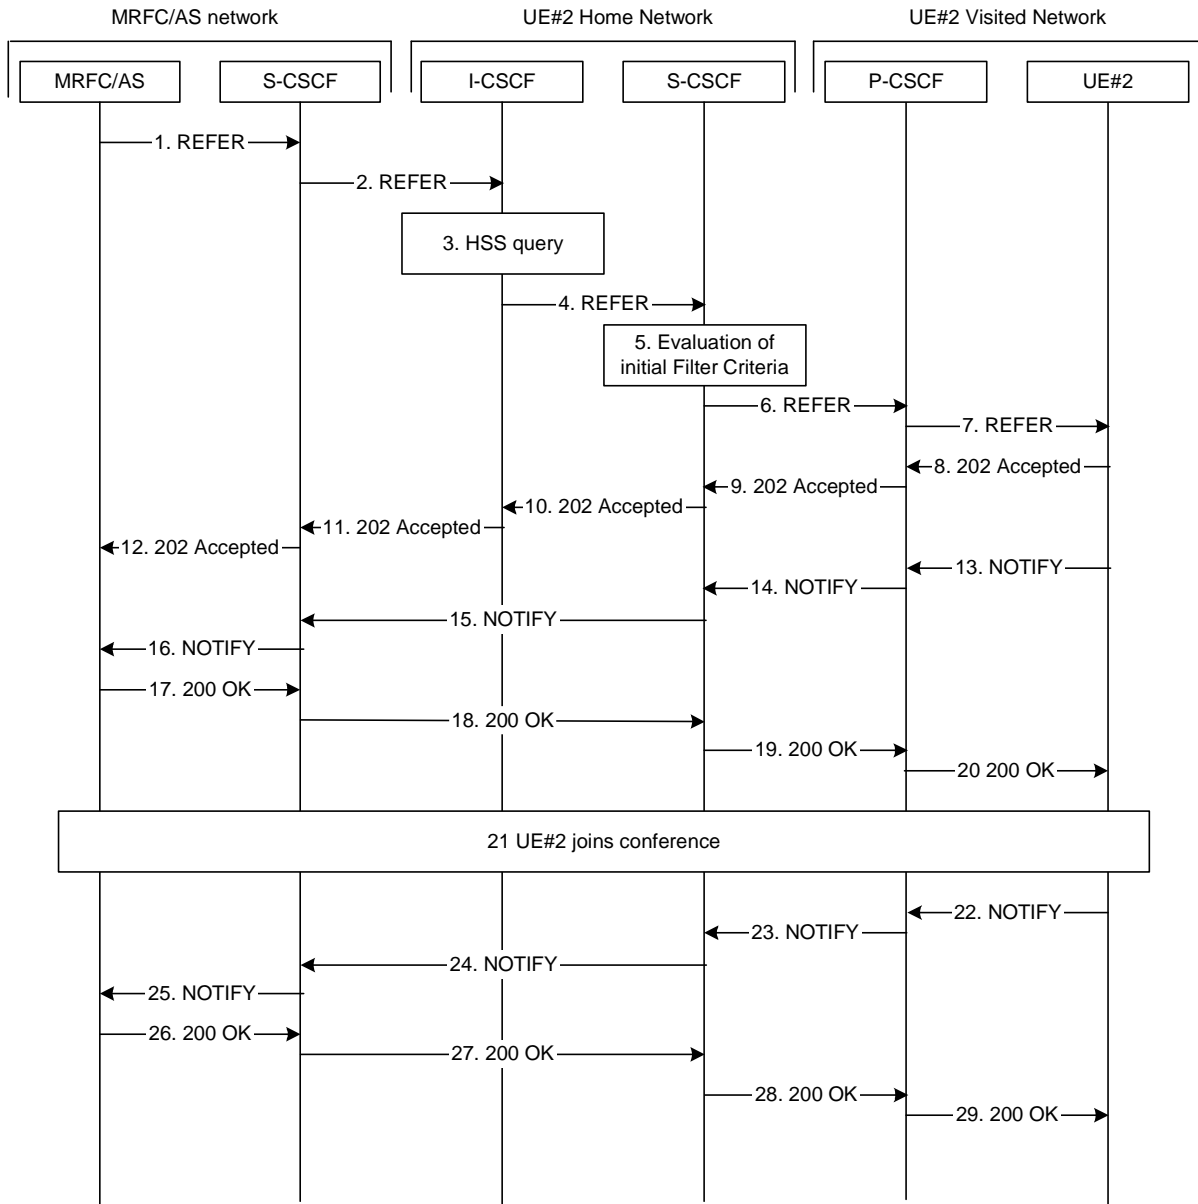 MRFC/AS network
UE#2 Home Network
UE#2 Visited Network
MRFC/AS
S-CSCF
I-CSCF
S-CSCF
P-CSCF
UE#2
1. REFER
2. REFER
3. HSS query
4. REFER
5. Evaluation of
initial Filter Criteria
6. REFER
7. REFER
8. 202 Accepted
9. 202 Accepted
10. 202 Accepted
11. 202 Accepted
12. 202 Accepted
13. NOTIFY
14. NOTIFY
15. NOTIFY
16. NOTIFY
17. 200 OK
18. 200 OK
19. 200 OK
20 200 OK
21 UE#2 joins conference
22. NOTIFY
23. NOTIFY
24. NOTIFY
25. NOTIFY
26. 200 OK
27. 200 OK
28. 200 OK
29. 200 OK